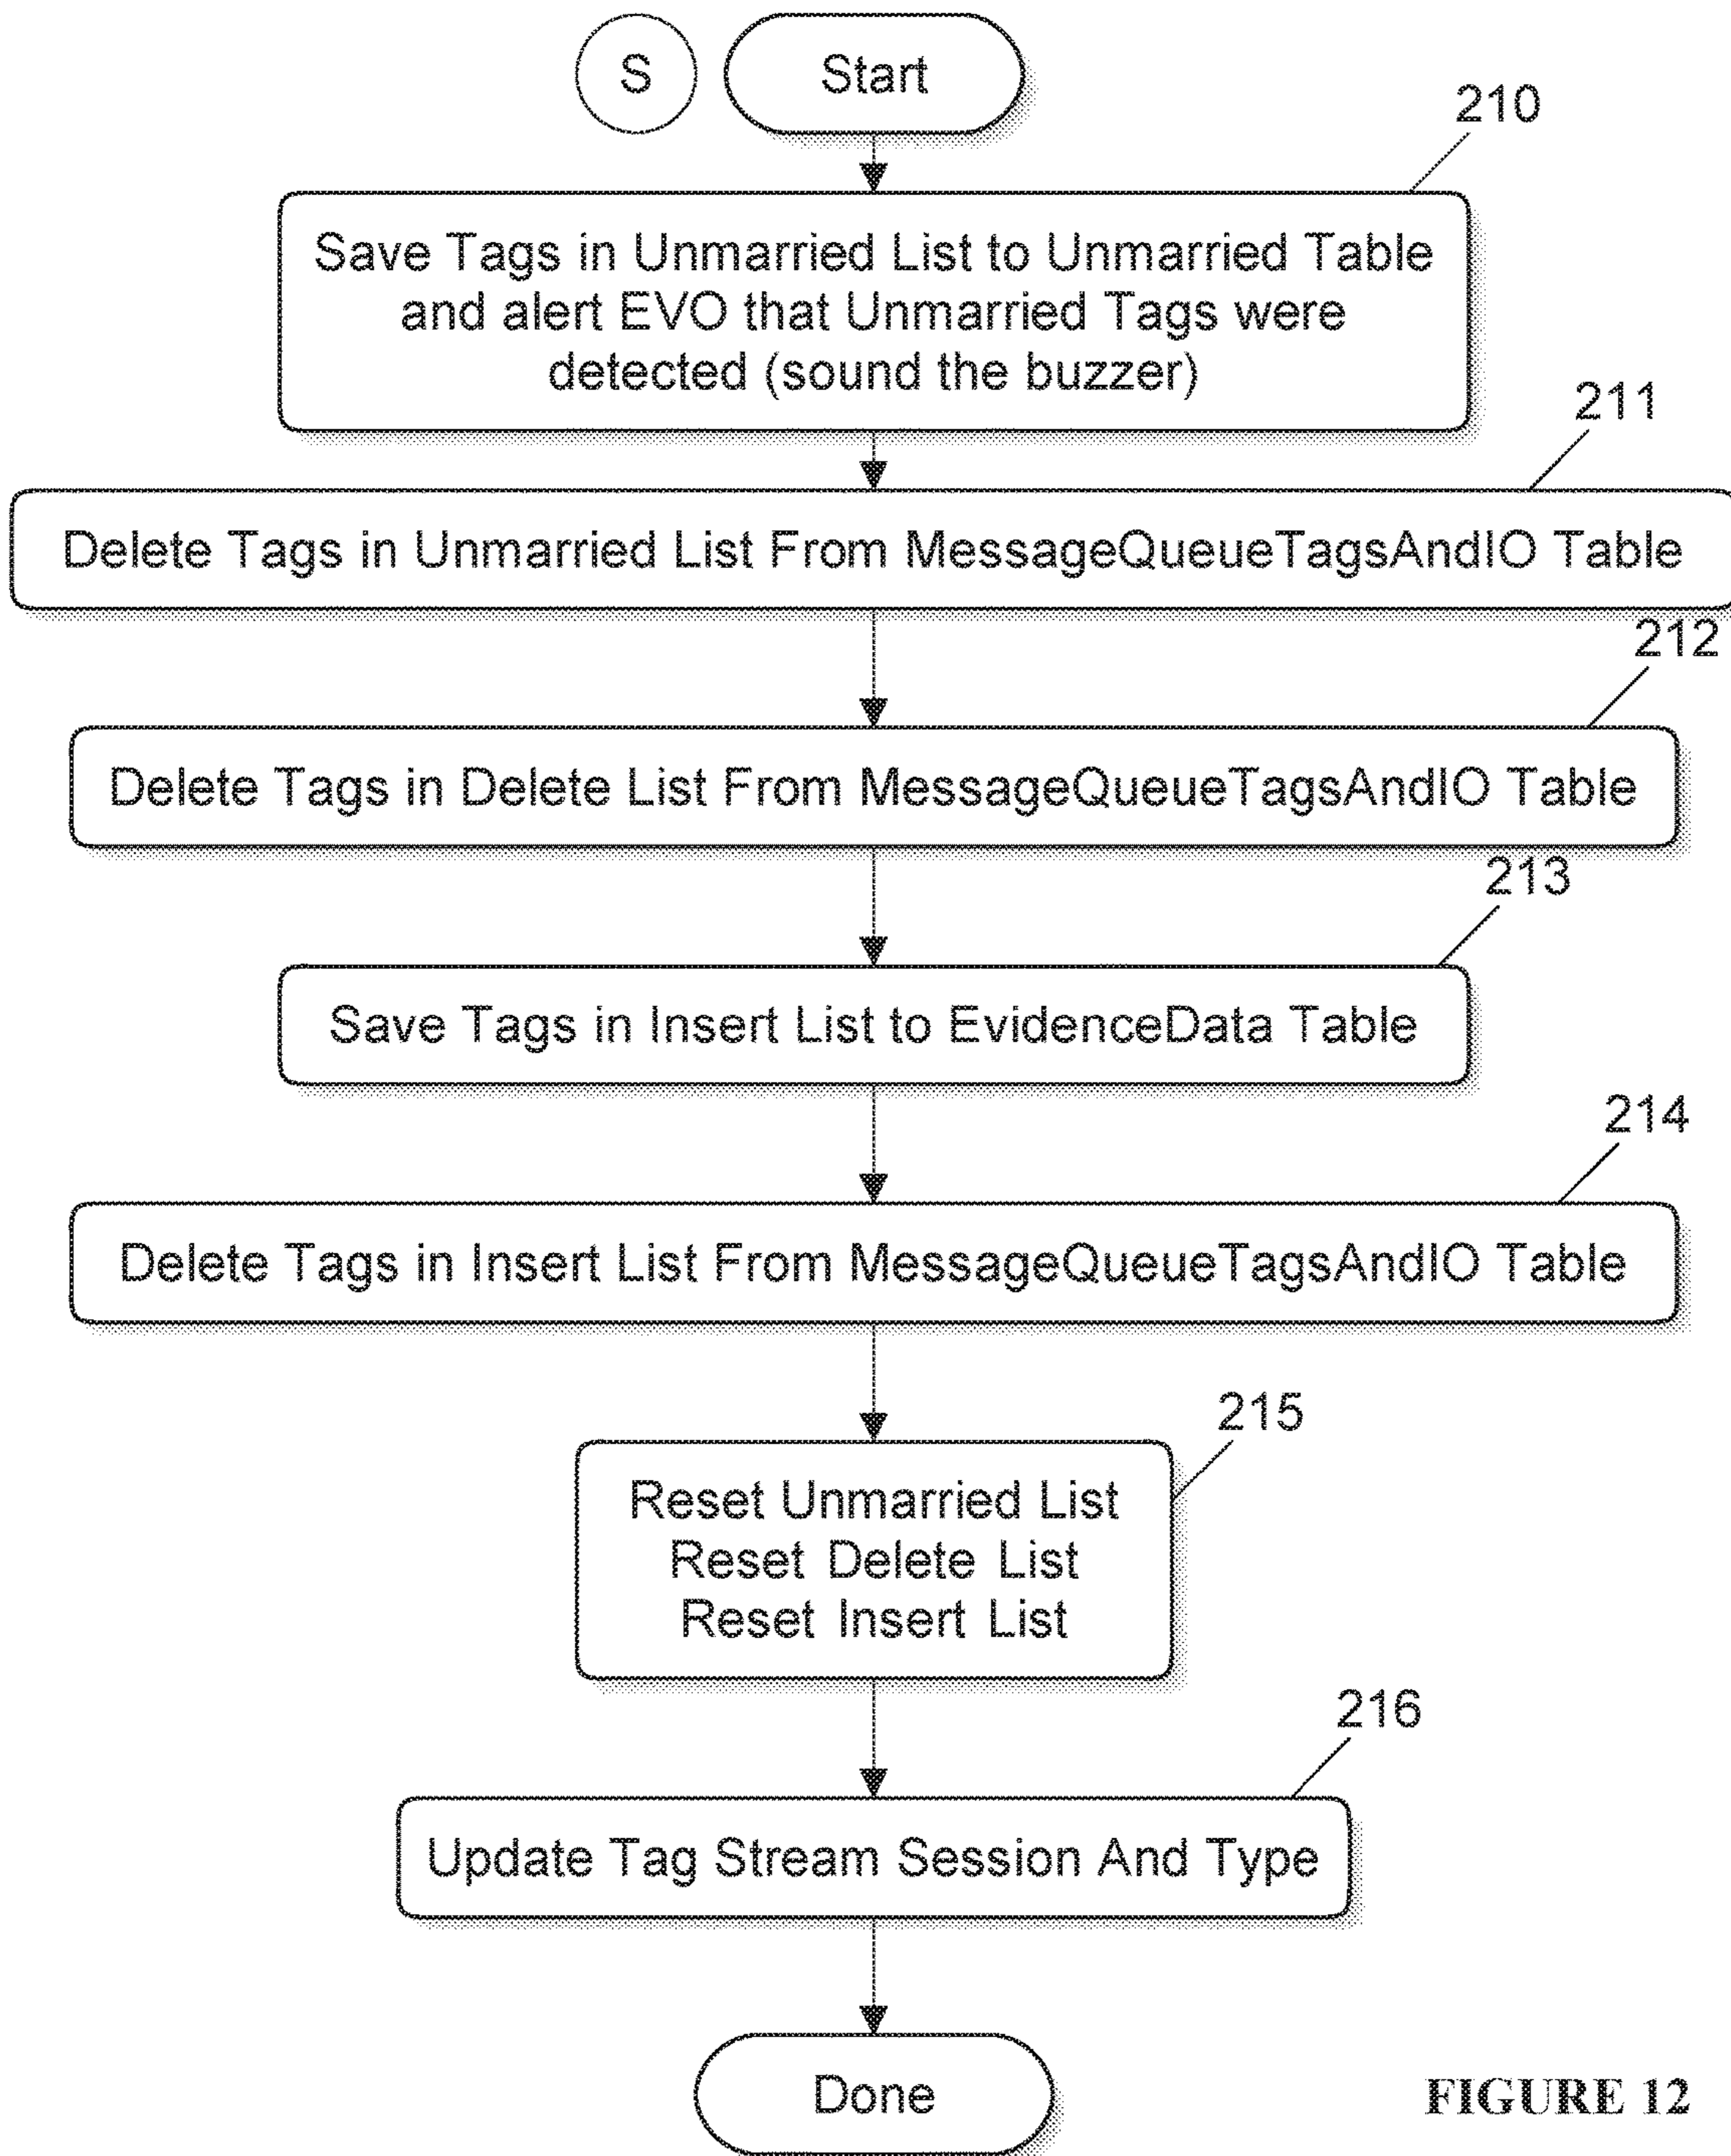 S
Start
210
Save Tags in Unmarried List to Unmarried Table
and alert EVO that Unmarried Tags were
detected (sound the buzzer)
211
Delete Tags in Unmarried List From MessageQueueTagsAndIO Table
212
Delete Tags in Delete List From MessageQueueTagsAndIO Table
213
Save Tags in Insert List to EvidenceData Table
214
Delete Tags in Insert List From MessageQueueTagsAndIO Table
215
Reset Unmarried List
Reset Delete List
Reset Insert List
216
Update Tag Stream Session And Type
Done
FIGURE 12